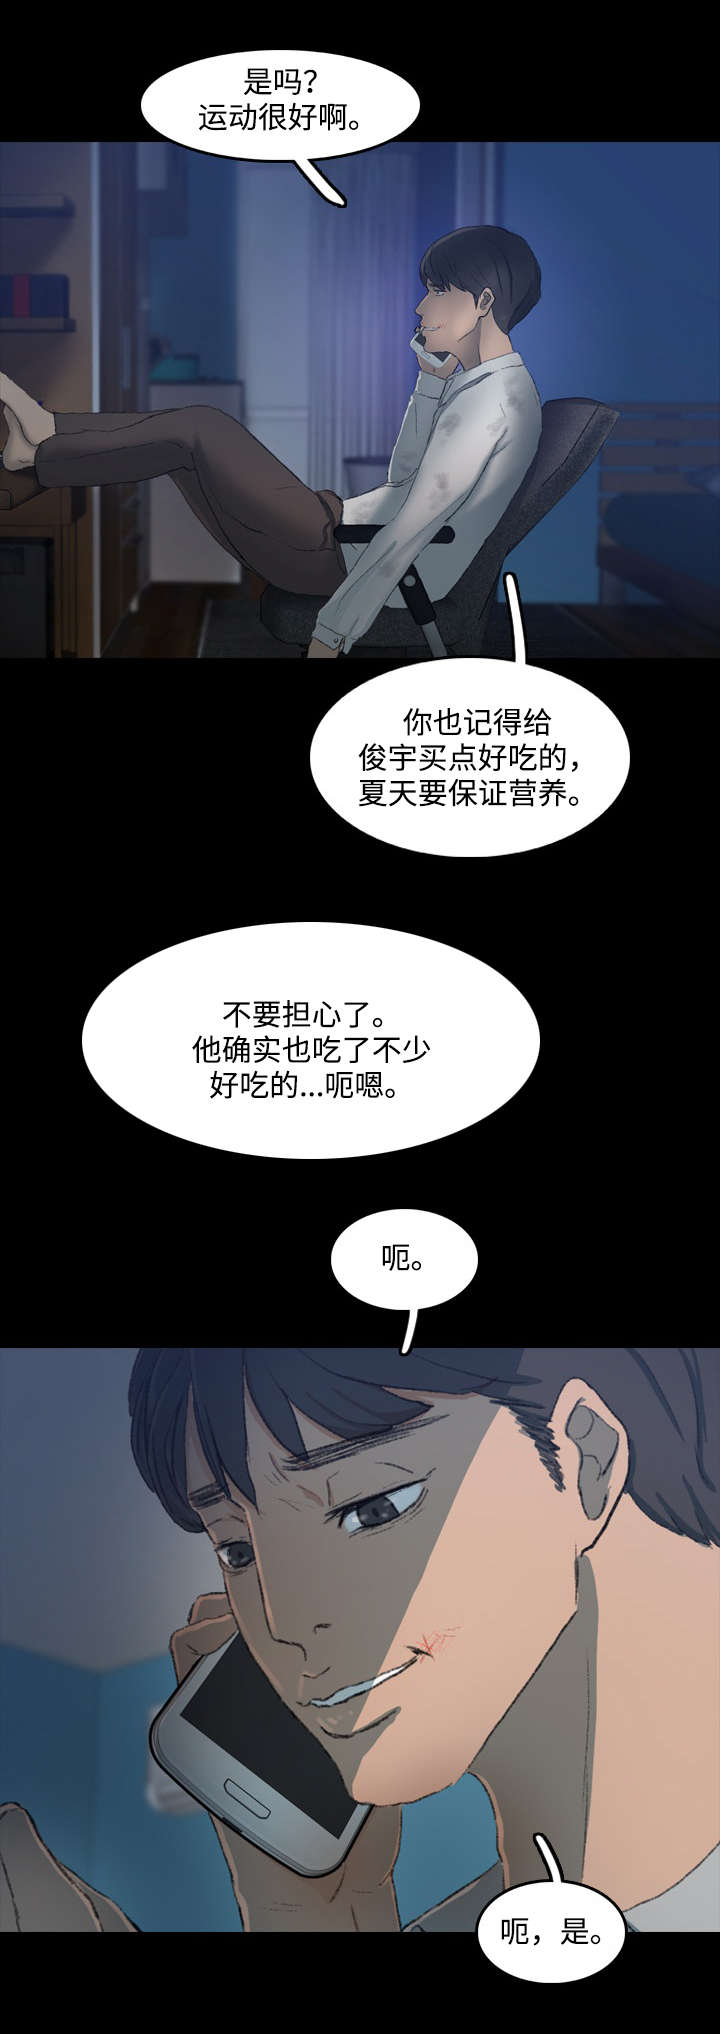 是吗?
运动很好啊。
你也记得给
俊宇买点好吃的,
夏天要保证营养。
不要担心了。
他确实也吃了不少
好吃的...呃嗯。
呃。
呃，是。